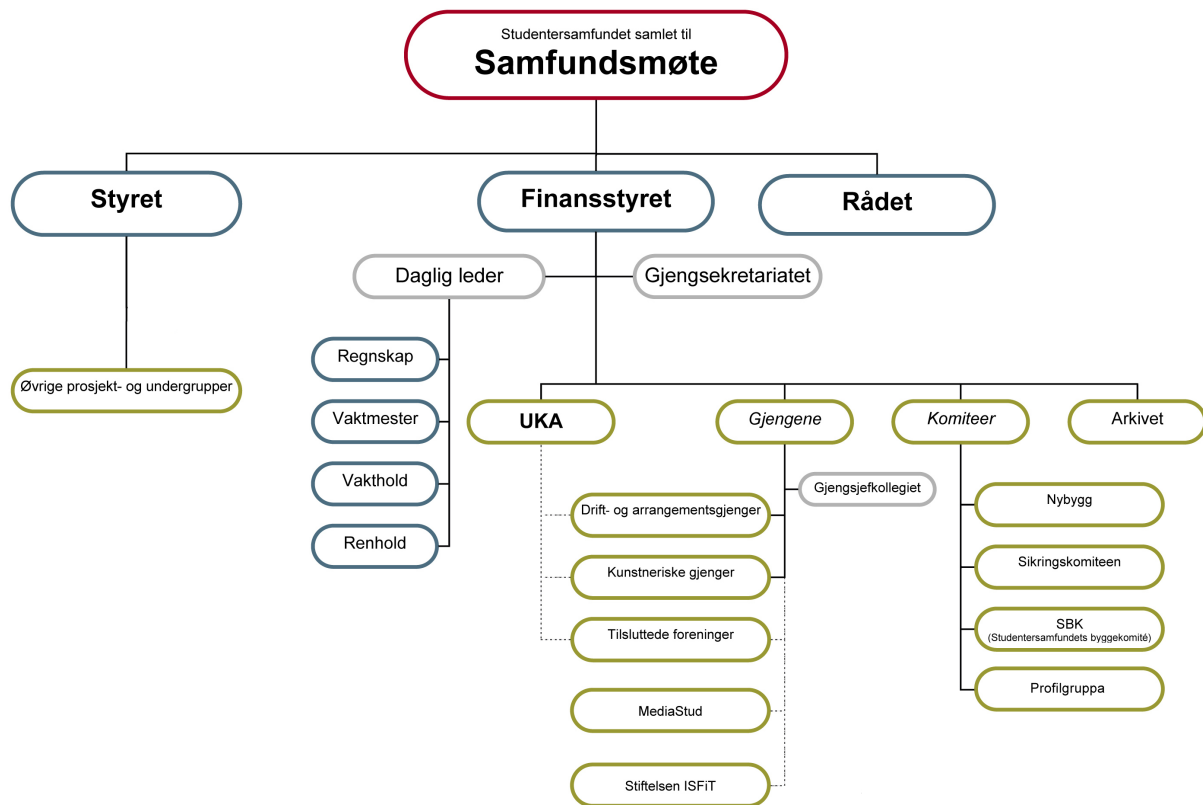 Studentersamfundet samlet til
Samfundsmøte
Styret
Finansstyret
Rådet
Daglig leder
Gjengsekretariatet
Regnskap
Øvrige prosjekt- og undergrupper
Vaktmester
UKA
Gjengene
Komiteer
Arkivet
Vakthold
Gjengsjefkollegiet
Nybygg
Drift- og arrangementsgjenger
Renhold
Kunstneriske gjenger
Sikringskomiteen
Tilsluttede foreninger
SBK
(Studentersamfundets byggekomité)
Profilgruppa
MediaStud
Stiftelsen ISFiT